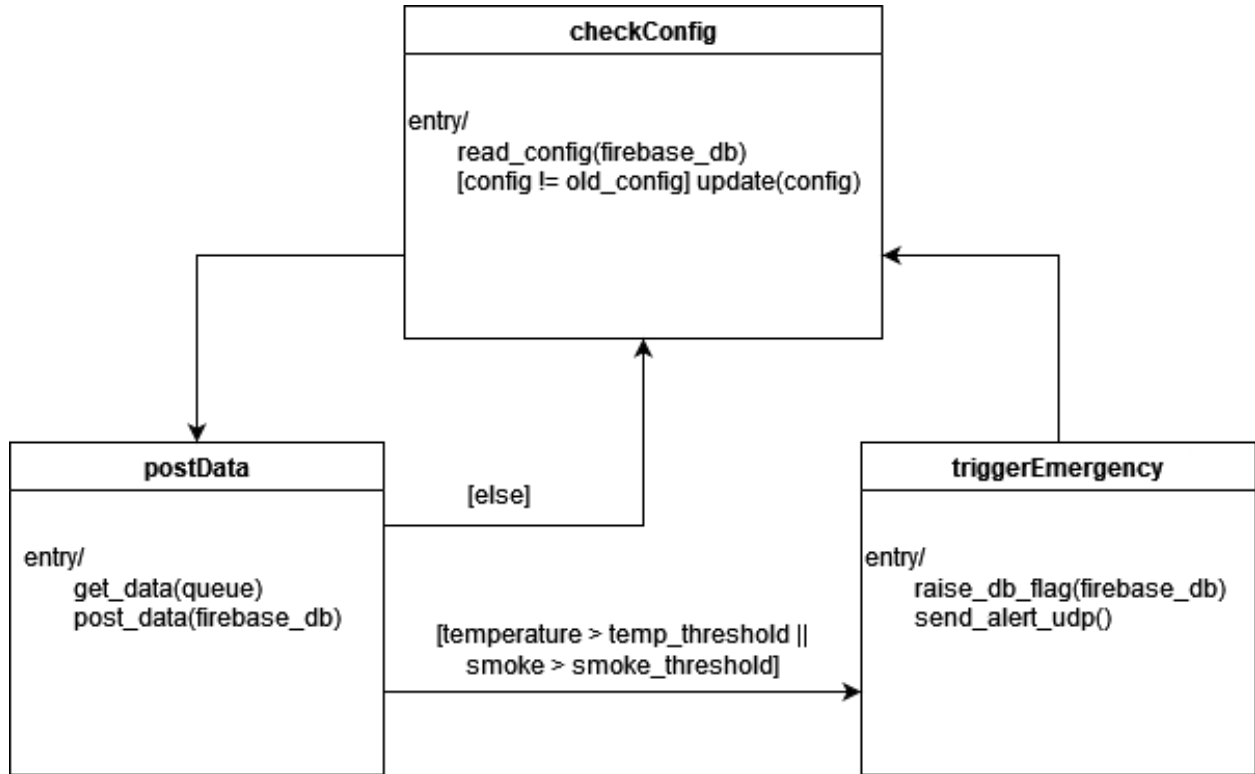 checkConfig
entry/
read_config(firebase_db)
[config != old_config] update(config)
postData
entry/
get_data(queue)
post_data(firebase_db)
[else]
[temperature > temp_threshold ||
smoke > smoke_threshold]
triggerEmergency
entry/
raise_db_flag(firebase_db)
send_alert_udp()